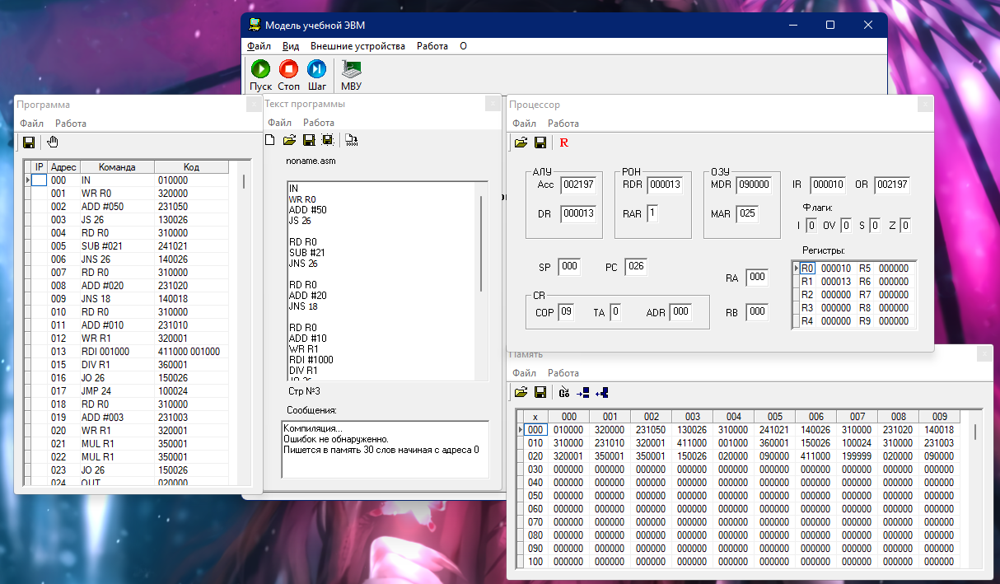 Модель учебной ЭВМ
Файл Вид Внешние устройства Работа О
Пуск Стоп Шаг МВУ
Программа
Файл Работа
IP Адрес Команда Код
000 IN 010000
001 WR R0 320000
002 ADD #050 231050
003 JS 26 130026
004 RD R0 310000
005 SUB #021 241021
006 JNS 26 140026
007 RD R0 310000
008 ADD #020 231020
009 JNS 18 140018
010 RD R0 310000
011 ADD #010 231010
012 WR R1 320001
013 RDI 001000 411000 001000
015 DIV R1 360001
016 JO 26 150026
017 JMP 24 100024
018 RD R0 310000
019 ADD #003 231003
020 WR R1 320001
021 MUL R1 350001
022 MUL R1 350001
023 JO 26 150026
024 OUT 020000
Текст программы
Файл Работа
noname.asm
IN
WR R0
ADD #50
JS 26
RD R0
SUB #21
JNS 26
RD R0
ADD #20
JNS 18
RD R0
ADD #10
WR R1
RDI #1000
DIV R1
JO 26
Стр №3
Сообщения:
Компиляция...
Ошибок не обнаружено.
Пишется в память 30 слов начиная с адреса 0
Процессор
Файл Работа
R
АЛУ РОН ОЗУ
Acc 002197 RDR 000013 MDR 090000 IR 000010 OR 002197
Флаги:
DR 000013 RAR 1 MAR 025 I 0 OV 0 S 0 Z 0
Регистры:
SP 000 PC 026 RA 000
R0 000010 R5 000000
R1 000013 R6 000000
R2 000000 R7 000000
R3 000000 R8 000000
R4 000000 R9 000000
CR
COP 09 TA 0 ADR 000 RB 000
Память
Файл Работа
Go
x 000 001 002 003 004 005 006 007 008 009
000 010000 320000 231050 130026 310000 241021 140026 310000 231020 140018
010 310000 231010 320001 411000 001000 360001 150026 100024 310000 231003
020 320001 350001 350001 150026 020000 090000 411000 199999 020000 090000
030 000000 000000 000000 000000 000000 000000 000000 000000 000000 000000
040 000000 000000 000000 000000 000000 000000 000000 000000 000000 000000
050 000000 000000 000000 000000 000000 000000 000000 000000 000000 000000
060 000000 000000 000000 000000 000000 000000 000000 000000 000000 000000
070 000000 000000 000000 000000 000000 000000 000000 000000 000000 000000
080 000000 000000 000000 000000 000000 000000 000000 000000 000000 000000
090 000000 000000 000000 000000 000000 000000 000000 000000 000000 000000
100 000000 000000 000000 000000 000000 000000 000000 000000 000000 000000